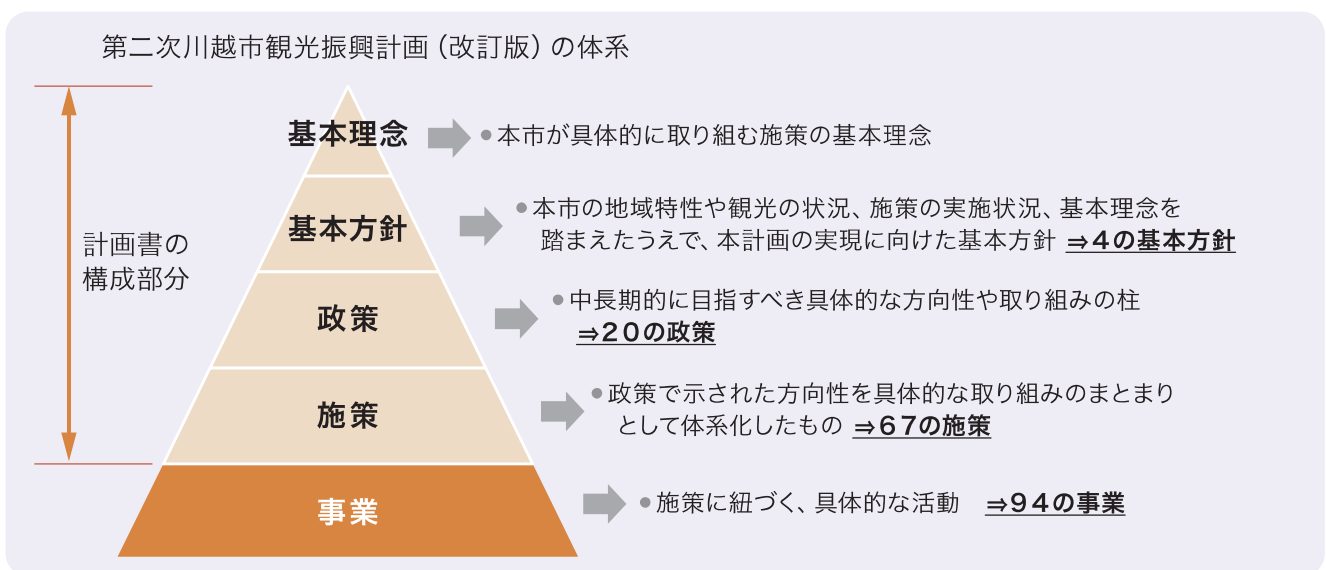 第二次川越市観光振興計画（改訂版）の体系
計画書の
構成部分
基本理念
●本市が具体的に取り組む施策の基本理念
基本方針
●本市の地域特性や観光の状況、施策の実施状況、基本理念を
踏まえたうえで、本計画の実現に向けた基本方針 ⇒4の基本方針
政策
●中長期的に目指すべき具体的な方向性や取り組みの柱
⇒20の政策
施策
●政策で示された方向性を具体的な取り組みのまとまり
として体系化したもの ⇒67の施策
事業
●施策に紐づく、具体的な活動 ⇒94の事業